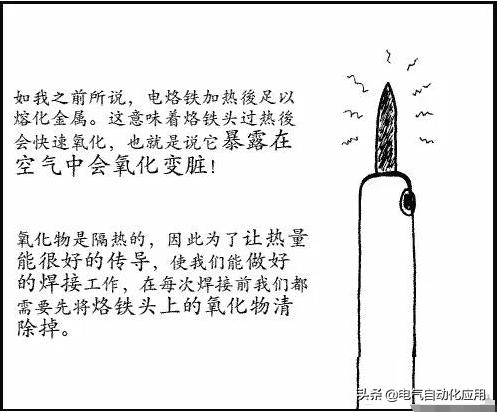 如我之前所说，电烙铁加热後足以
熔化金属。这意味着烙铁头过热後
会快速氧化，也就是说它暴露在
空气中会氧化变脏！
氧化物是隔热的，因此为了让热量
能很好的传导，使我们能做好
的焊接工作，在每次焊接前我们都
需要先将烙铁头上的氧化物清
除掉。
头条@电气自动化应用